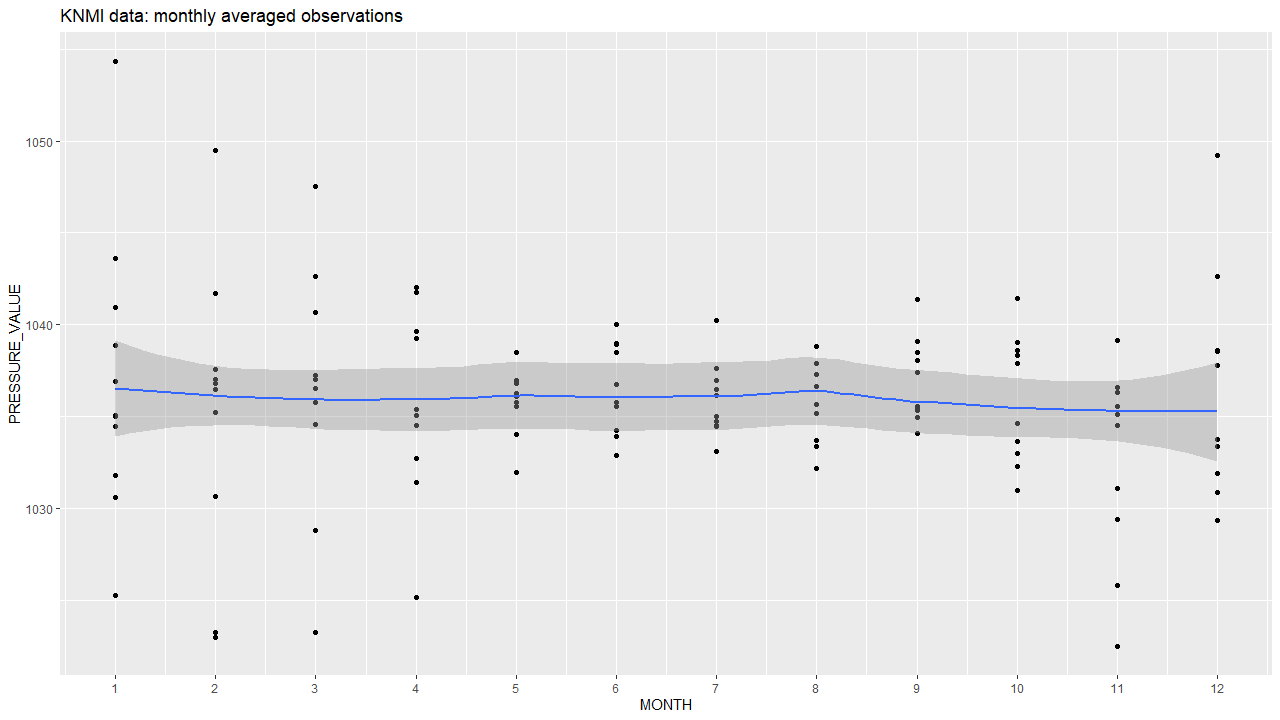 KNMI data: monthly averaged observations
PRESSURE_VALUE
1050
1040
1030
1 2 3 4 5 6 7 8 9 10 11 12
MONTH